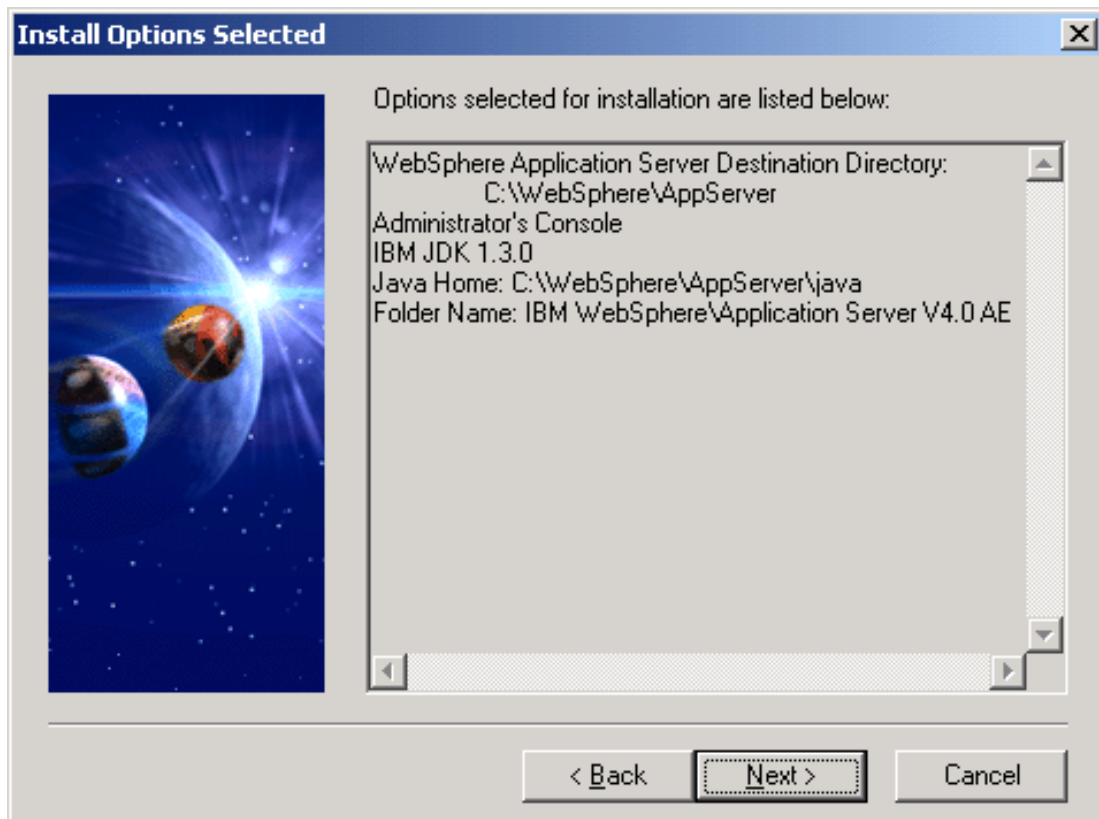 Install Options Selected
Options selected for installation are listed below:
WebSphere Application Server Destination Directory:
C:\WebSphere\AppServer
Administrator's Console
IBM JDK 1.3.0
Java Home: C:\WebSphere\AppServer\java
Folder Name: IBM WebSphere\Application Server V4.0 AE
< Back
Next >
Cancel